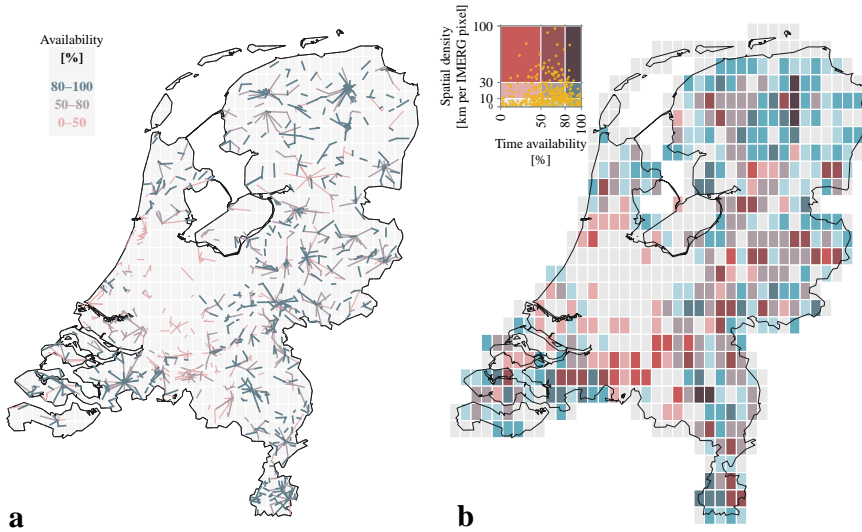 Availability
[%]
80–100
50–80
0–50
a
Spatial density
[km per IMERG pixel]
100
30
10
0
0
50
80
100
Time availability
[%]
b